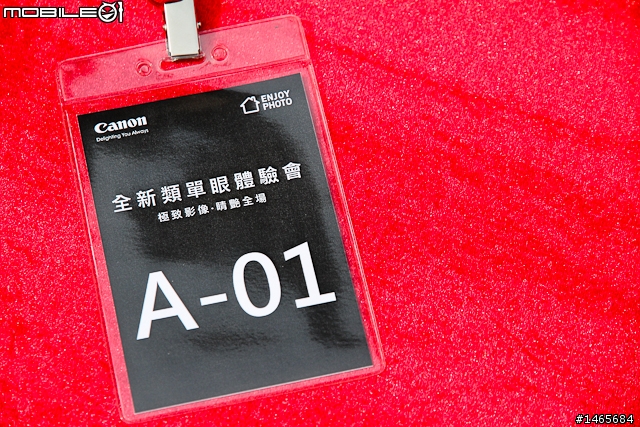 MOBILE01
Canon
Delighting You Always
ENJOY
PHOTO
全新類單眼體驗會
極致影像·睛艷全場
A-01
#1465684